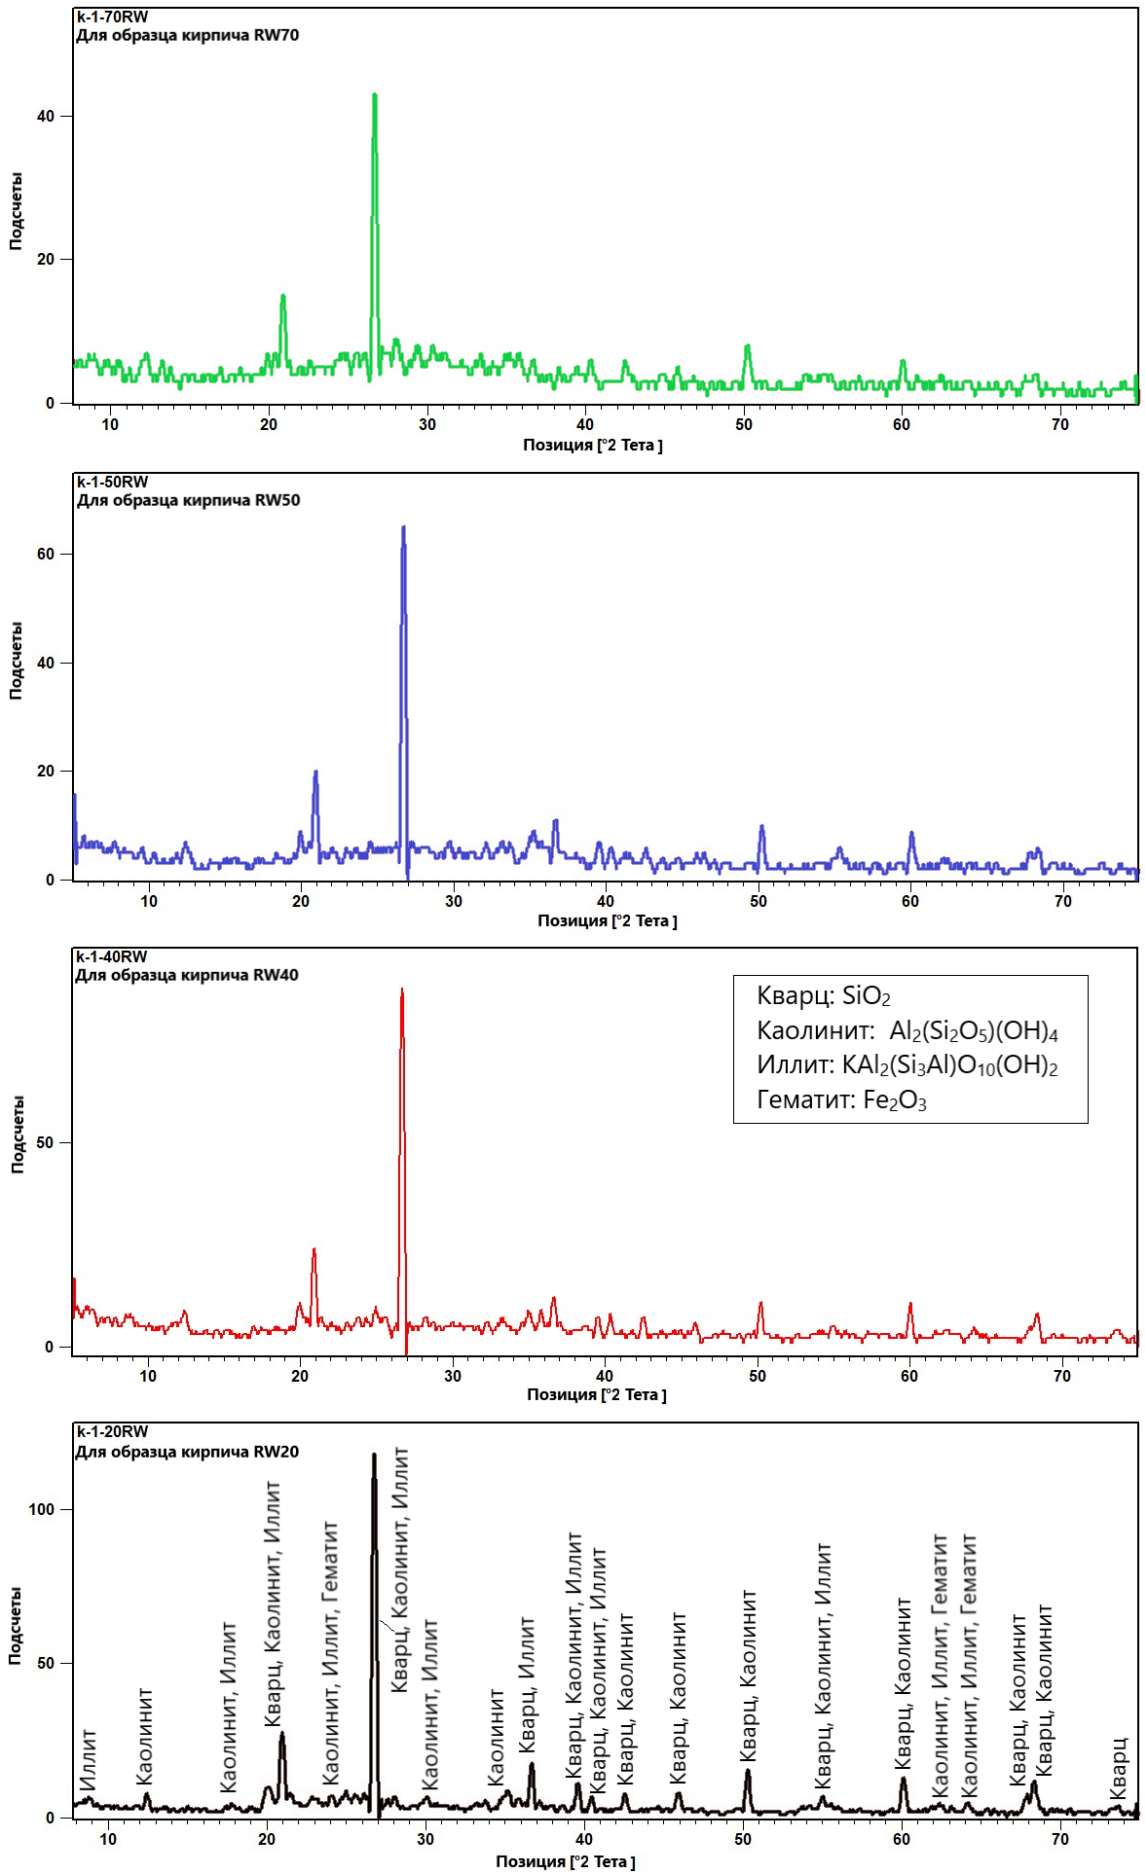 k-1-70RW
Для образца кирпича RW70
40
20
0
Подсчеты
10 20 30 40 50 60 70
Позиция [°2 Тета ]
k-1-50RW
Для образца кирпича RW50
60
40
20
0
Подсчеты
10 20 30 40 50 60 70
Позиция [°2 Тета ]
k-1-40RW
Для образца кирпича RW40
Кварц: SiO₂
Каолинит: Al₂(Si₂O₅)(OH)₄
Иллит: KAl₂(Si₃Al)O₁₀(OH)₂
Гематит: Fe₂O₃
50
0
Подсчеты
10 20 30 40 50 60 70
Позиция [°2 Тета ]
k-1-20RW
Для образца кирпича RW20
100
50
0
Подсчеты
Иллит
Каолинит
Каолинит, Иллит
Кварц, Каолинит, Иллит
Каолинит, Иллит, Гематит
Кварц, Каолинит, Иллит
Каолинит, Иллит
Каолинит
Кварц, Иллит
Кварц, Каолинит, Иллит
Кварц, Каолинит, Иллит
Кварц, Каолинит
Кварц, Каолинит
Кварц, Каолинит
Кварц, Каолинит, Иллит
Кварц, Каолинит
Каолинит, Иллит, Гематит
Каолинит, Иллит, Гематит
Кварц, Каолинит
Кварц, Каолинит
Кварц
10 20 30 40 50 60 70
Позиция [°2 Тета ]